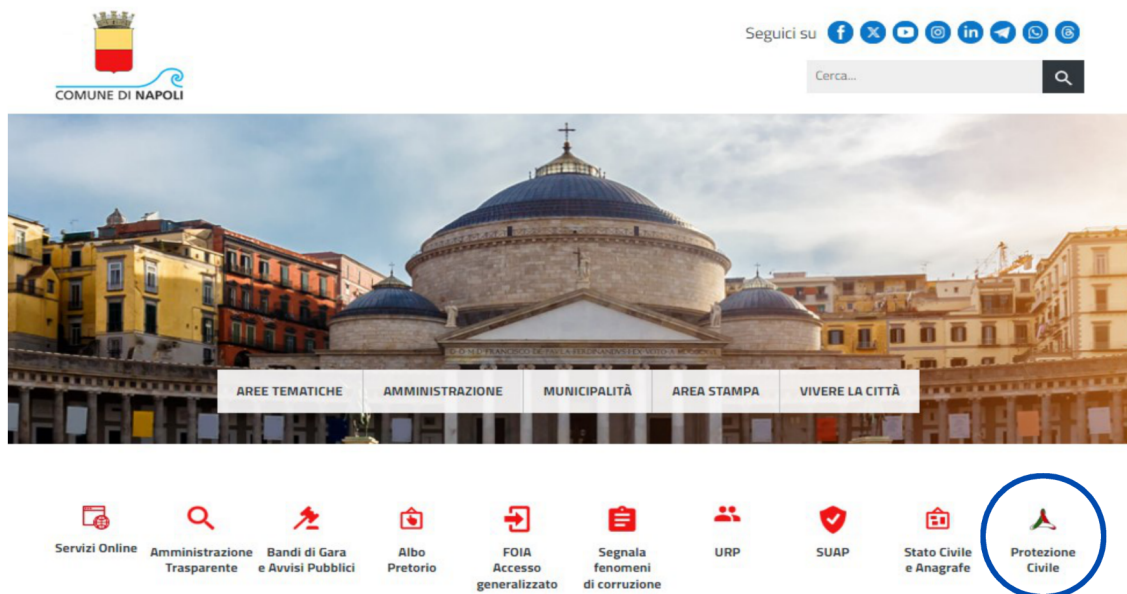 COMUNE DI NAPOLI
Seguici su
Cerca...
AREE TEMATICHE
AMMINISTRAZIONE
MUNICIPALITÀ
AREA STAMPA
VIVERE LA CITTÀ
Servizi Online
Amministrazione
Trasparente
Bandi di Gara
e Avvisi Pubblici
Albo
Pretorio
FOIA
Accesso
generalizzato
Segnala
fenomeni
di corruzione
URP
SUAP
Stato Civile
e Anagrafe
Protezione
Civile